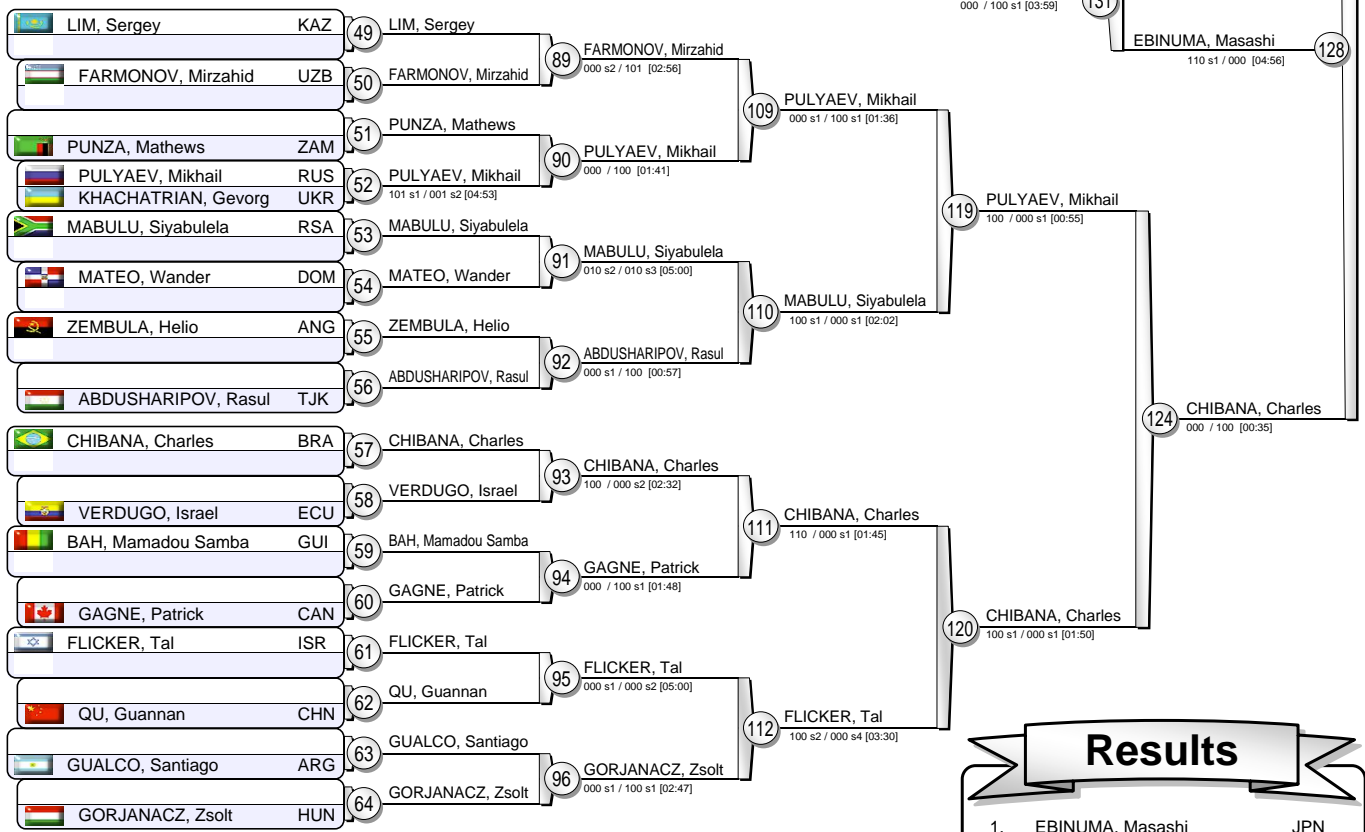 000 / 100 s1 [03:59]
131
EBINUMA, Masashi
110 s1 / 000 [04:56]
128
LIM, Sergey KAZ
49
LIM, Sergey
FARMONOV, Mirzahid UZB
50
FARMONOV, Mirzahid
89
FARMONOV, Mirzahid
000 s2 / 101 [02:56]
PUNZA, Mathews ZAM
51
PUNZA, Mathews
PULYAEV, Mikhail RUS
KHACHATRIAN, Gevorg UKR
52
PULYAEV, Mikhail
101 s1 / 001 s2 [04:53]
90
PULYAEV, Mikhail
000 / 100 [01:41]
109
PULYAEV, Mikhail
000 s1 / 100 s1 [01:36]
MABULU, Siyabulela RSA
53
MABULU, Siyabulela
MATEO, Wander DOM
54
MATEO, Wander
91
MABULU, Siyabulela
010 s2 / 010 s3 [05:00]
ZEMBULA, Helio ANG
55
ZEMBULA, Helio
ABDUSHARIPOV, Rasul TJK
56
ABDUSHARIPOV, Rasul
92
ABDUSHARIPOV, Rasul
000 s1 / 100 [00:57]
110
MABULU, Siyabulela
100 s1 / 000 s1 [02:02]
119
PULYAEV, Mikhail
100 / 000 s1 [00:55]
CHIBANA, Charles BRA
57
CHIBANA, Charles
VERDUGO, Israel ECU
58
VERDUGO, Israel
93
CHIBANA, Charles
100 / 000 s2 [02:32]
BAH, Mamadou Samba GUI
59
BAH, Mamadou Samba
GAGNE, Patrick CAN
60
GAGNE, Patrick
94
GAGNE, Patrick
000 / 100 s1 [01:48]
111
CHIBANA, Charles
110 / 000 s1 [01:45]
FLICKER, Tal ISR
61
FLICKER, Tal
QU, Guannan CHN
62
QU, Guannan
95
FLICKER, Tal
000 s1 / 000 s2 [05:00]
GUALCO, Santiago ARG
63
GUALCO, Santiago
GORJANACZ, Zsolt HUN
64
GORJANACZ, Zsolt
96
GORJANACZ, Zsolt
000 s1 / 100 s1 [02:47]
112
FLICKER, Tal
100 s2 / 000 s4 [03:30]
120
CHIBANA, Charles
100 s1 / 000 s1 [01:50]
124
CHIBANA, Charles
000 / 100 [00:35]
Results
1. EBINUMA, Masashi JPN